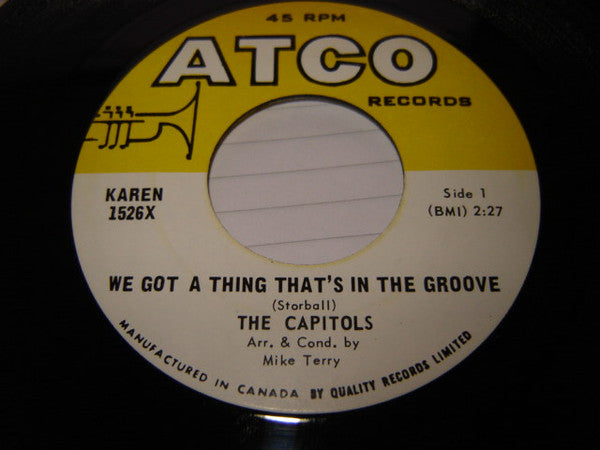 45 RPM
ATCO
RECORDS
KAREN
1526X
Side 1
(BMI) 2:27
WE GOT A THING THAT'S IN THE GROOVE
(Storball)
THE CAPITOLS
Arr. & Cond. by
Mike Terry
MANUFACTURED IN CANADA BY QUALITY RECORDS LIMITED